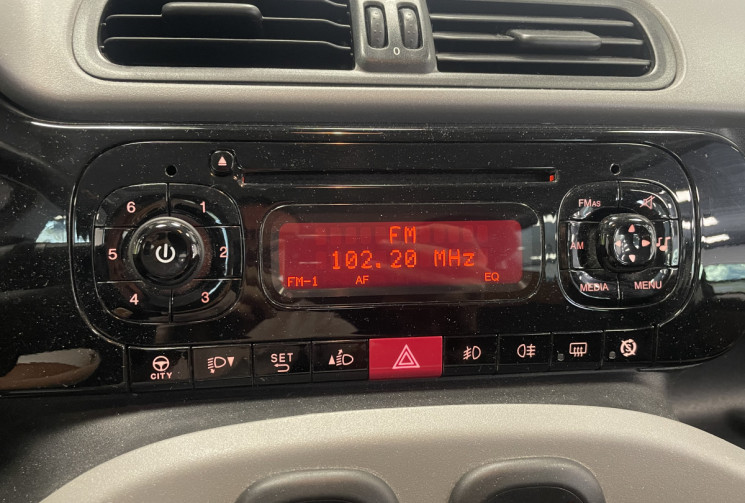 0
6 1
5 2
4 3
FM
102.20 MHz
FM-1 AF EQ
FMAS
AM
MEDIA MENU
CITY
SET
S